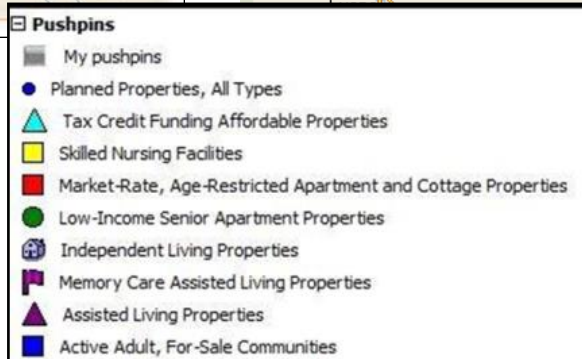 Pushpins
My pushpins
Planned Properties, All Types
Tax Credit Funding Affordable Properties
Skilled Nursing Facilities
Market-Rate, Age-Restricted Apartment and Cottage Properties
Low-Income Senior Apartment Properties
Independent Living Properties
Memory Care Assisted Living Properties
Assisted Living Properties
Active Adult, For-Sale Communities